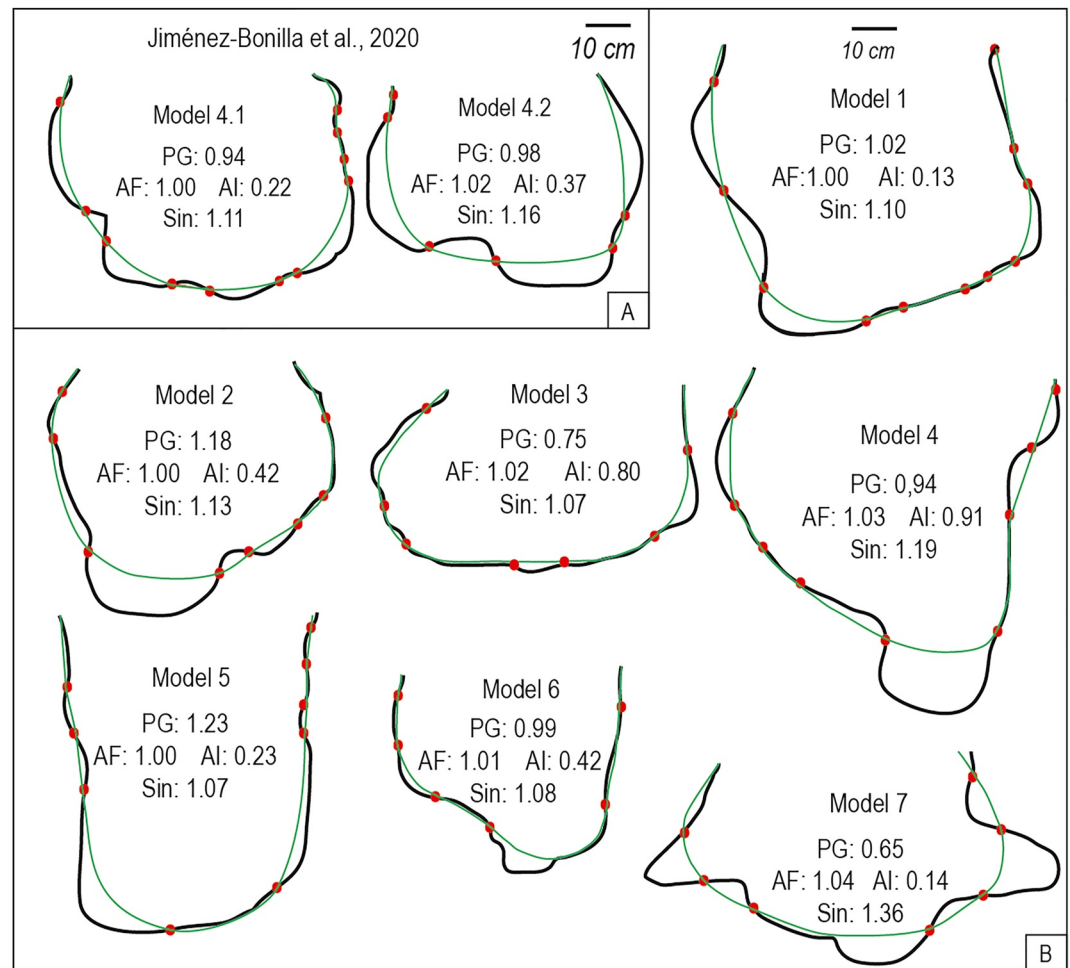 Jiménez-Bonilla et al., 2020
10 cm
Model 4.1
PG: 0.94
AF: 1.00 AI: 0.22
Sin: 1.11
Model 4.2
PG: 0.98
AF: 1.02 AI: 0.37
Sin: 1.16
A
10 cm
Model 1
PG: 1.02
AF:1.00 AI: 0.13
Sin: 1.10
Model 2
PG: 1.18
AF: 1.00 AI: 0.42
Sin: 1.13
Model 3
PG: 0.75
AF: 1.02 AI: 0.80
Sin: 1.07
Model 4
PG: 0,94
AF: 1.03 AI: 0.91
Sin: 1.19
Model 5
PG: 1.23
AF: 1.00 AI: 0.23
Sin: 1.07
Model 6
PG: 0.99
AF: 1.01 AI: 0.42
Sin: 1.08
Model 7
PG: 0.65
AF: 1.04 AI: 0.14
Sin: 1.36
B